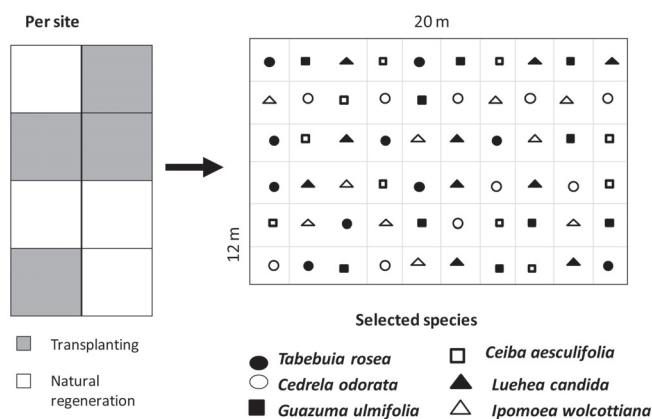 Per site
20 m
12 m
Transplanting
Natural
regeneration
Selected species
Tabebuia rosea
Cedrela odorata
Guazuma ulmifolia
Ceiba aesculifolia
Luehea candida
Ipomoea wolcottiana